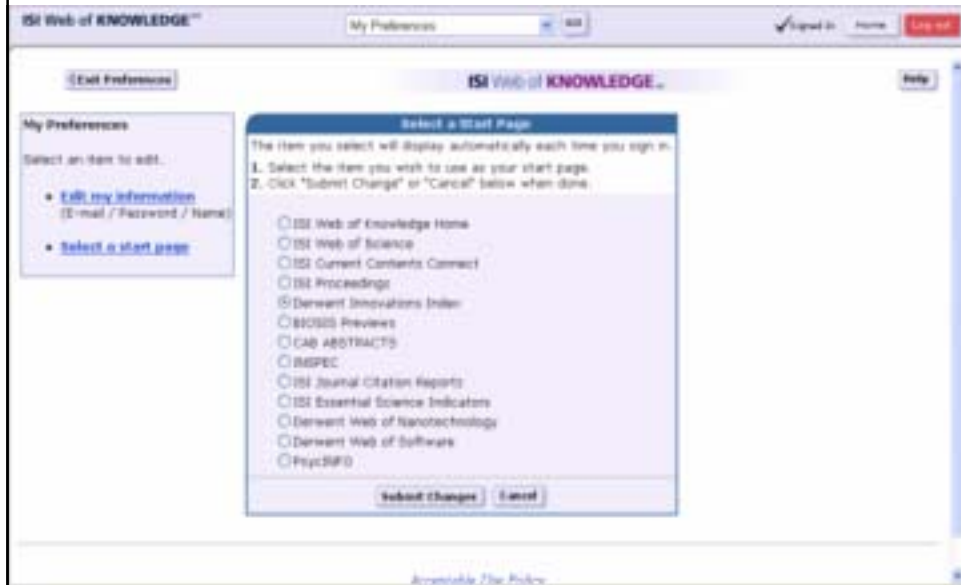 ISI Web of KNOWLEDGE℠ My Preferences GO Signed In Home Log out
Exit Preferences ISI Web of KNOWLEDGE℠ Help
My Preferences
Select an item to edit.
• Edit my information
(E-mail / Password / Name)
• Select a start page
Select a Start Page
The item you select will display automatically each time you sign in.
1. Select the item you wish to use as your start page.
2. Click "Submit Change" or "Cancel" below when done.
ISI Web of Knowledge Home
ISI Web of Science
ISI Current Contents Connect
ISI Proceedings
Derwent Innovations Index
BIOSIS Previews
CAB ABSTRACTS
INSPEC
ISI Journal Citation Reports
ISI Essential Science Indicators
Derwent Web of Nanotechnology
Derwent Web of Software
PsycINFO
Submit Changes Cancel
Acceptable Use Policy